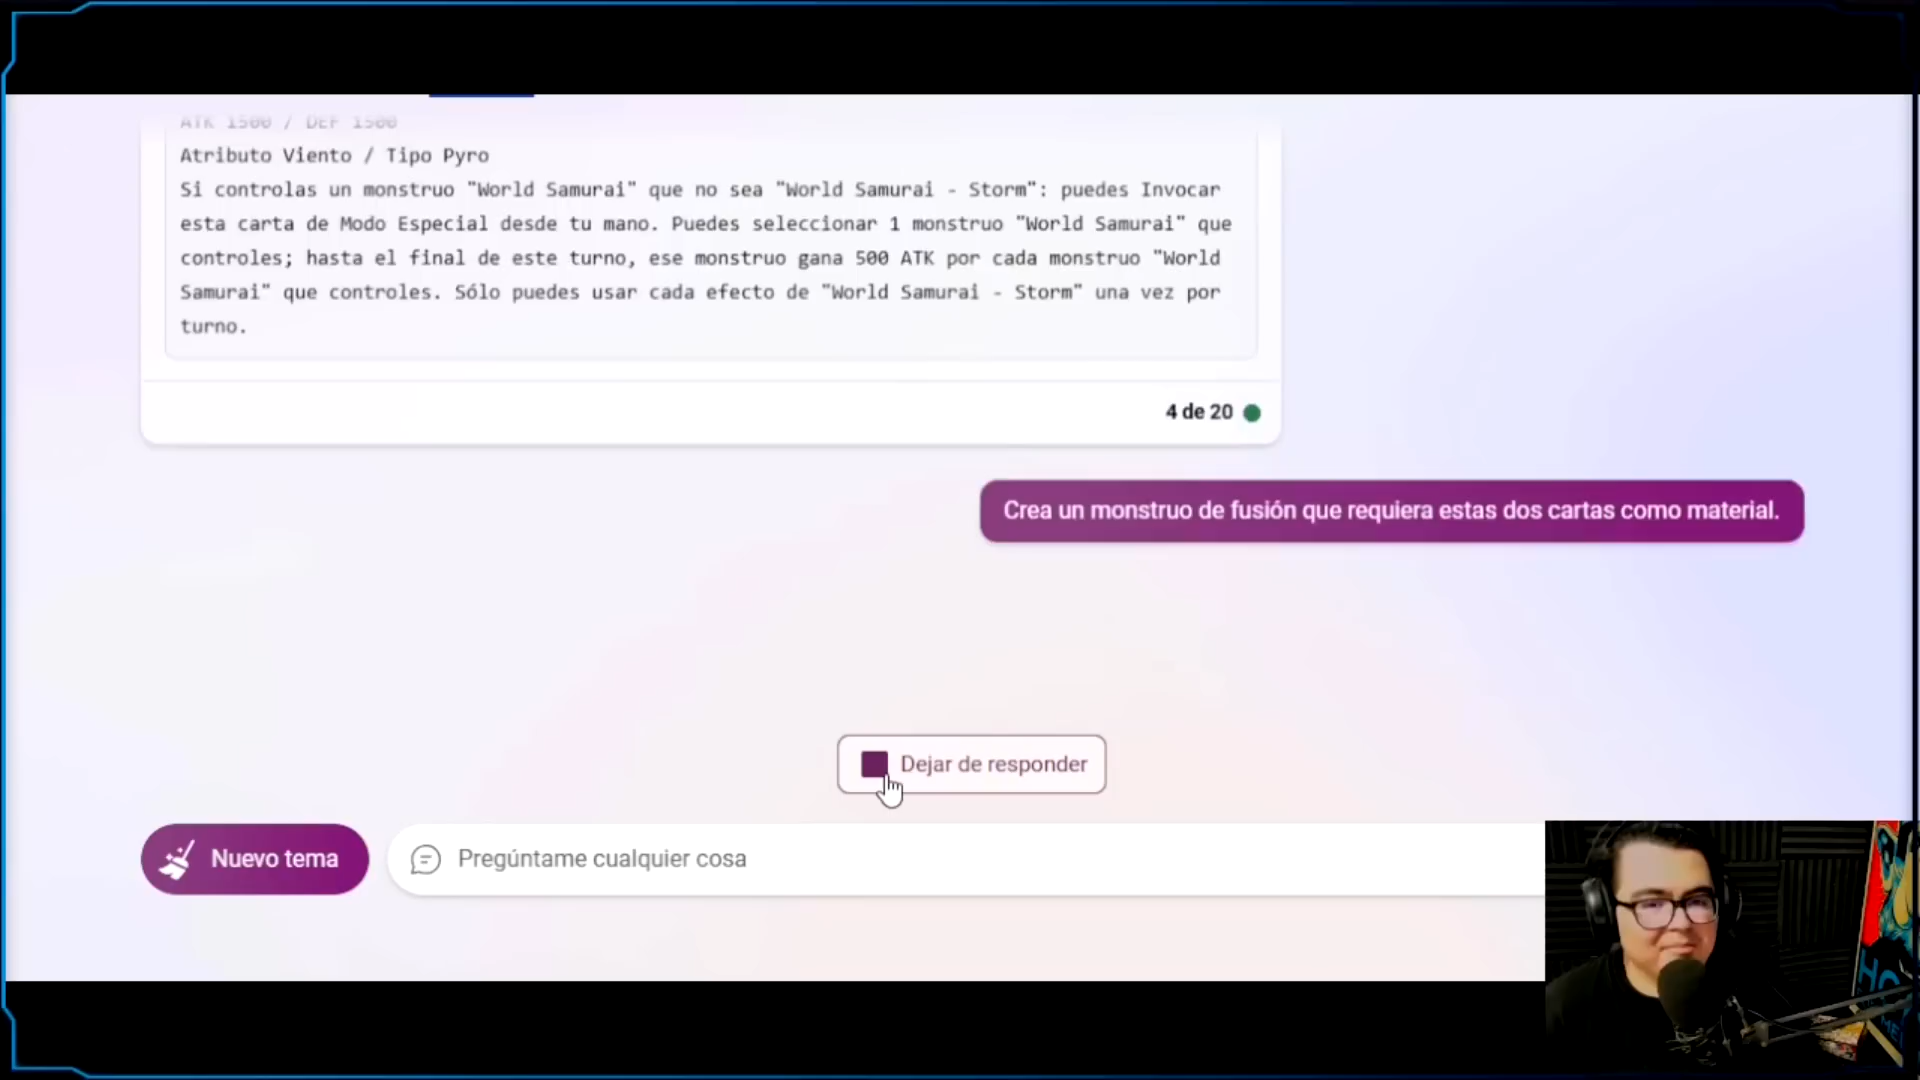 ATK 1500 / DEF 1500
Atributo Viento / Tipo Pyro
Si controlas un monstruo "World Samurai" que no sea "World Samurai - Storm": puedes Invocar
esta carta de Modo Especial desde tu mano. Puedes seleccionar 1 monstruo "World Samurai" que
controles; hasta el final de este turno, ese monstruo gana 500 ATK por cada monstruo "World
Samurai" que controles. Sólo puedes usar cada efecto de "World Samurai - Storm" una vez por
turno.
4 de 20
Crea un monstruo de fusión que requiera estas dos cartas como material.
Dejar de responder
Nuevo tema
Pregúntame cualquier cosa